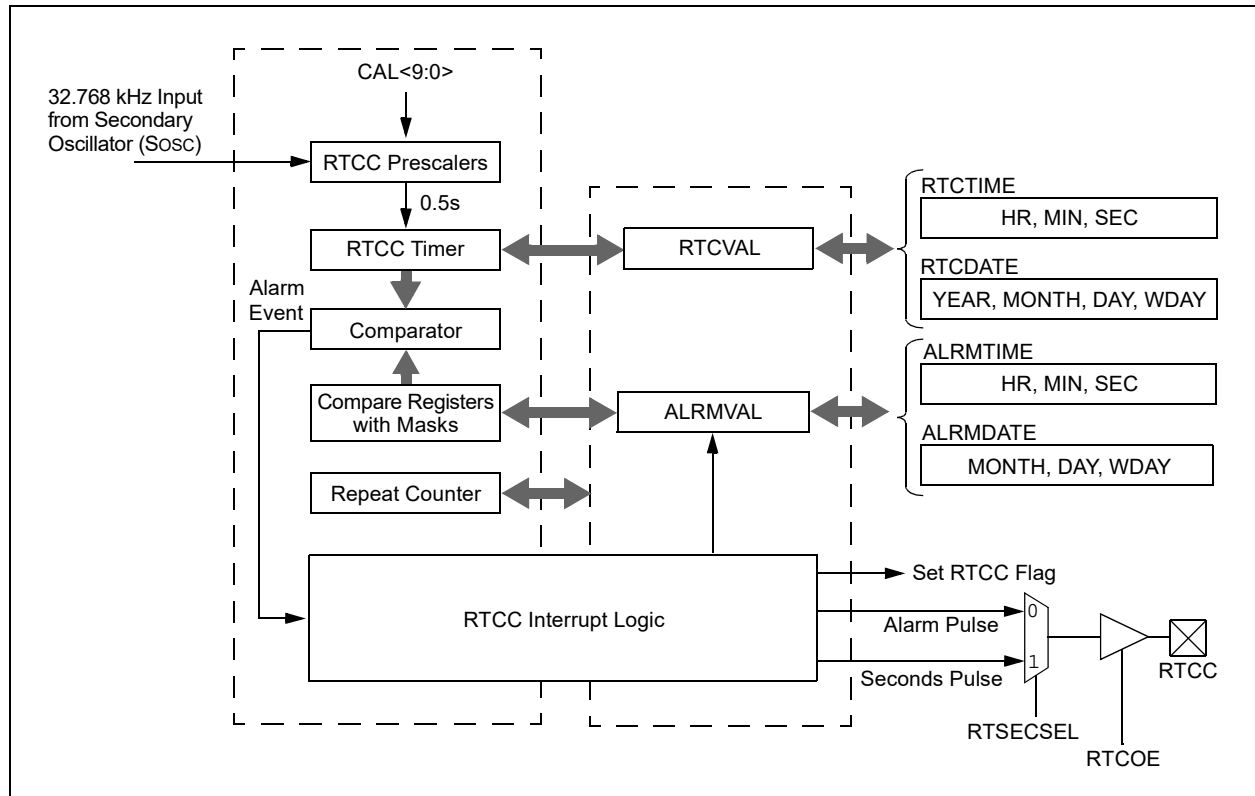 CAL<9:0>
32.768 kHz Input
from Secondary
Oscillator (SOSC)
RTCC Prescalers
0.5s
RTCC Timer
Alarm
Event
Comparator
Compare Registers
with Masks
Repeat Counter
RTCVAL
ALRMVAL
RTCTIME
HR, MIN, SEC
RTCDATE
YEAR, MONTH, DAY, WDAY
ALRMTIME
HR, MIN, SEC
ALRMDATE
MONTH, DAY, WDAY
RTCC Interrupt Logic
Set RTCC Flag
Alarm Pulse
Seconds Pulse
0
1
RTSECSEL
RTCOE
RTCC